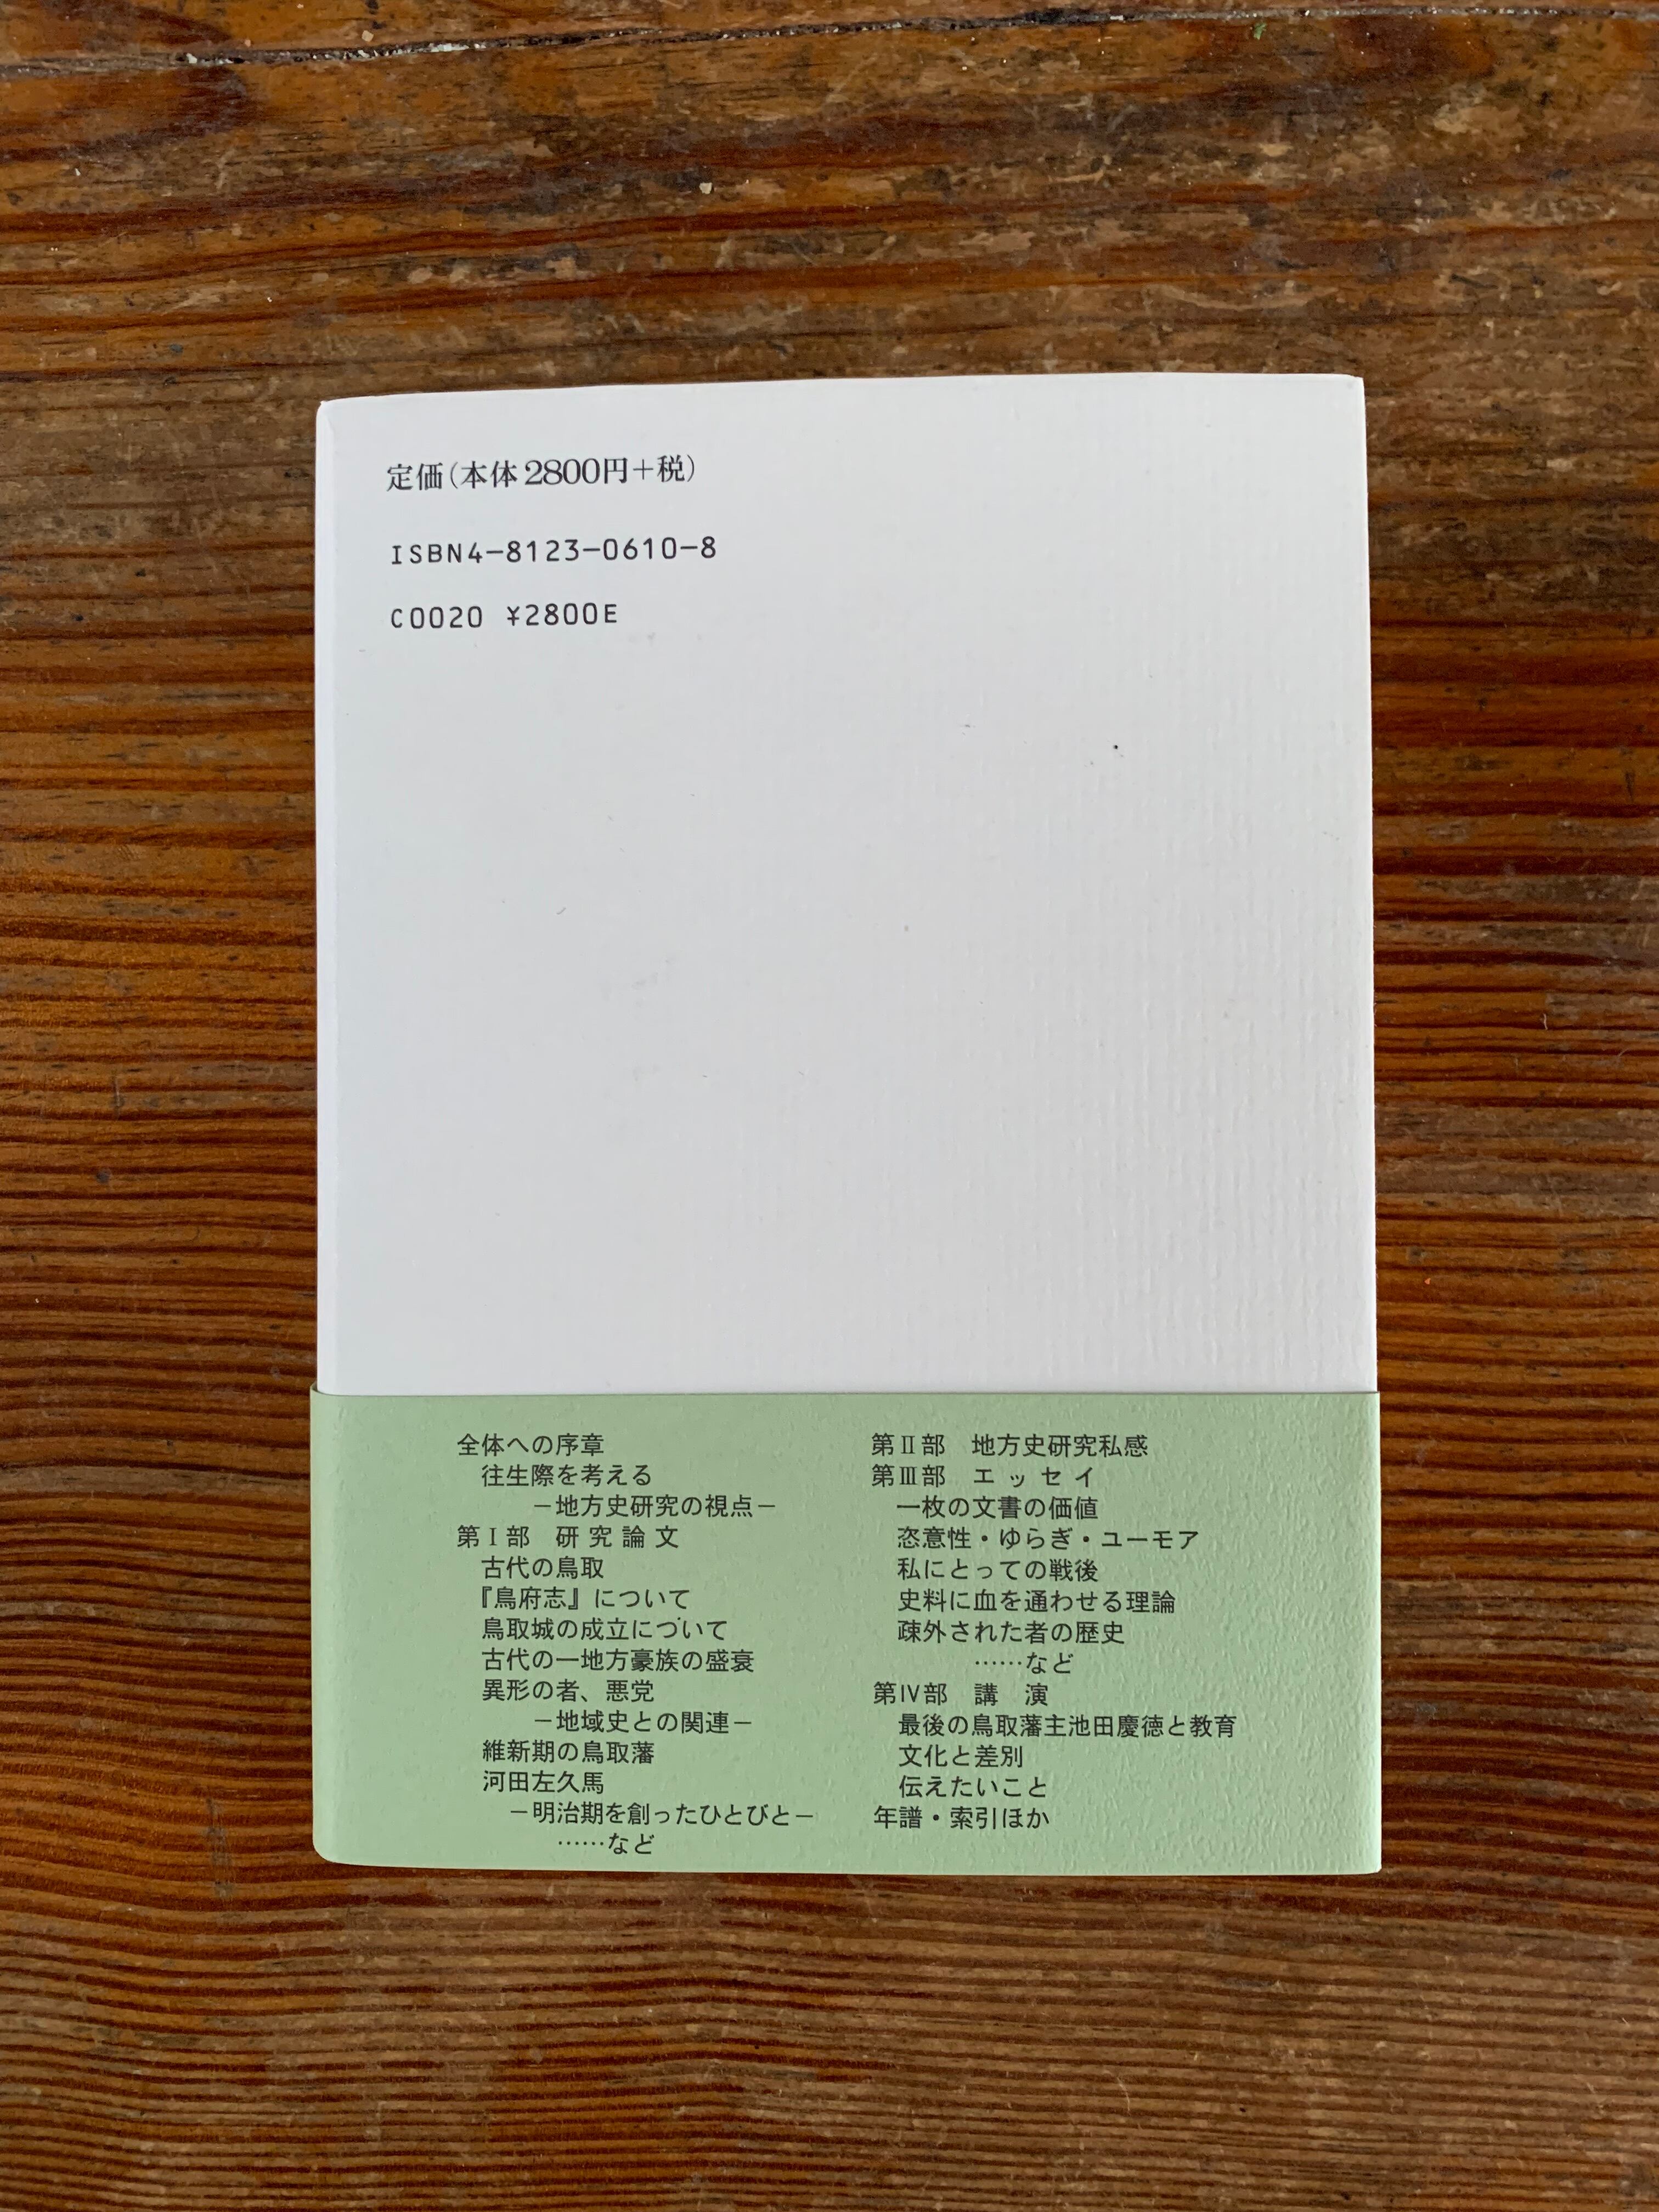 定価(本体2800円+税)
ISBN4-8123-0610-8
C0020 ¥2800E
全体への序章
往生際を考える
－地方史研究の視点－
第Ⅰ部 研究論文
古代の鳥取
『鳥府志』について
鳥取城の成立について
古代の一地方豪族の盛衰
異形の者、悪党
－地域史との関連－
維新期の鳥取藩
河田左久馬
－明治期を創ったひとびと－
……など
第Ⅱ部 地方史研究私感
第Ⅲ部 エッセイ
一枚の文書の価値
恣意性・ゆらぎ・ユーモア
私にとっての戦後
史料に血を通わせる理論
疎外された者の歴史
……など
第Ⅳ部 講 演
最後の鳥取藩主池田慶徳と教育
文化と差別
伝えたいこと
年譜・索引ほか